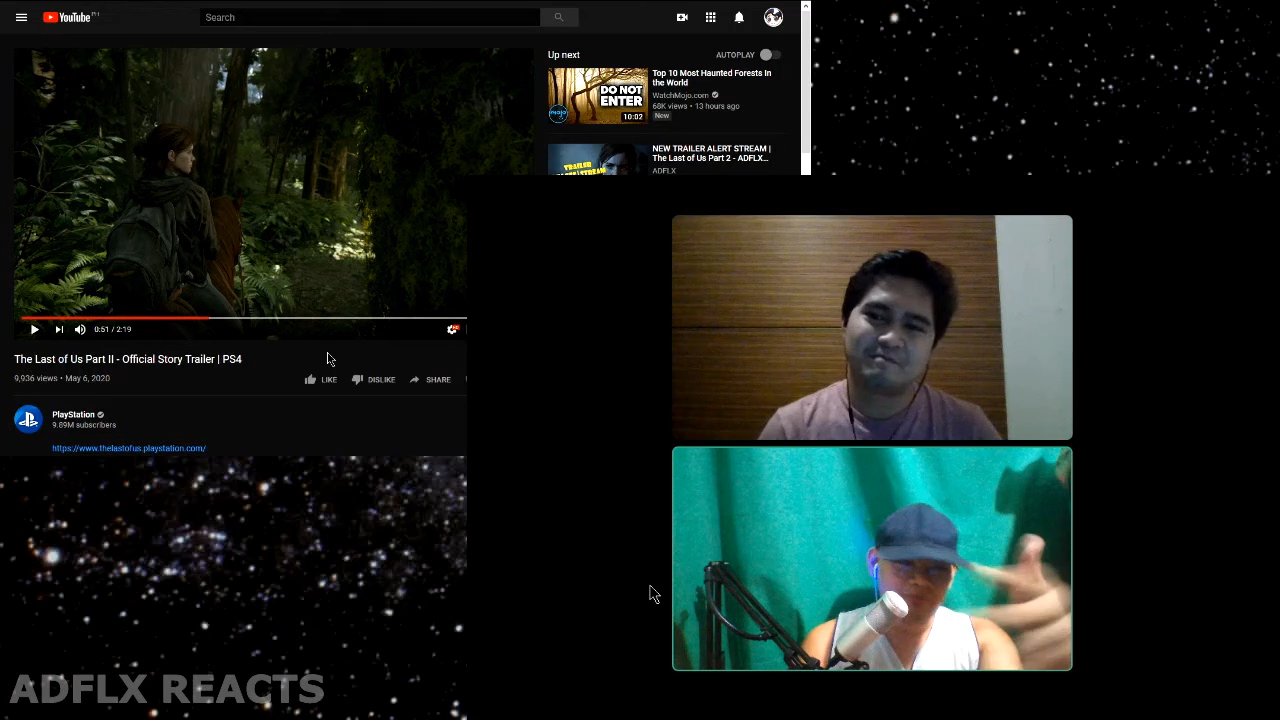 YouTube PH
Search
Up next
AUTOPLAY
Top 10 Most Haunted Forests in
the World
WatchMojo.com
68K views • 13 hours ago
New
DO NOT
ENTER
mojo
10:02
NEW TRAILER ALERT STREAM |
The Last of Us Part 2 - ADFLX...
ADFLX
TRAILER
0:51 / 2:19
The Last of Us Part II - Official Story Trailer | PS4
9,936 views • May 6, 2020
LIKE
DISLIKE
SHARE
PlayStation
9.89M subscribers
https://www.thelastofus.playstation.com/
ADFLX REACTS